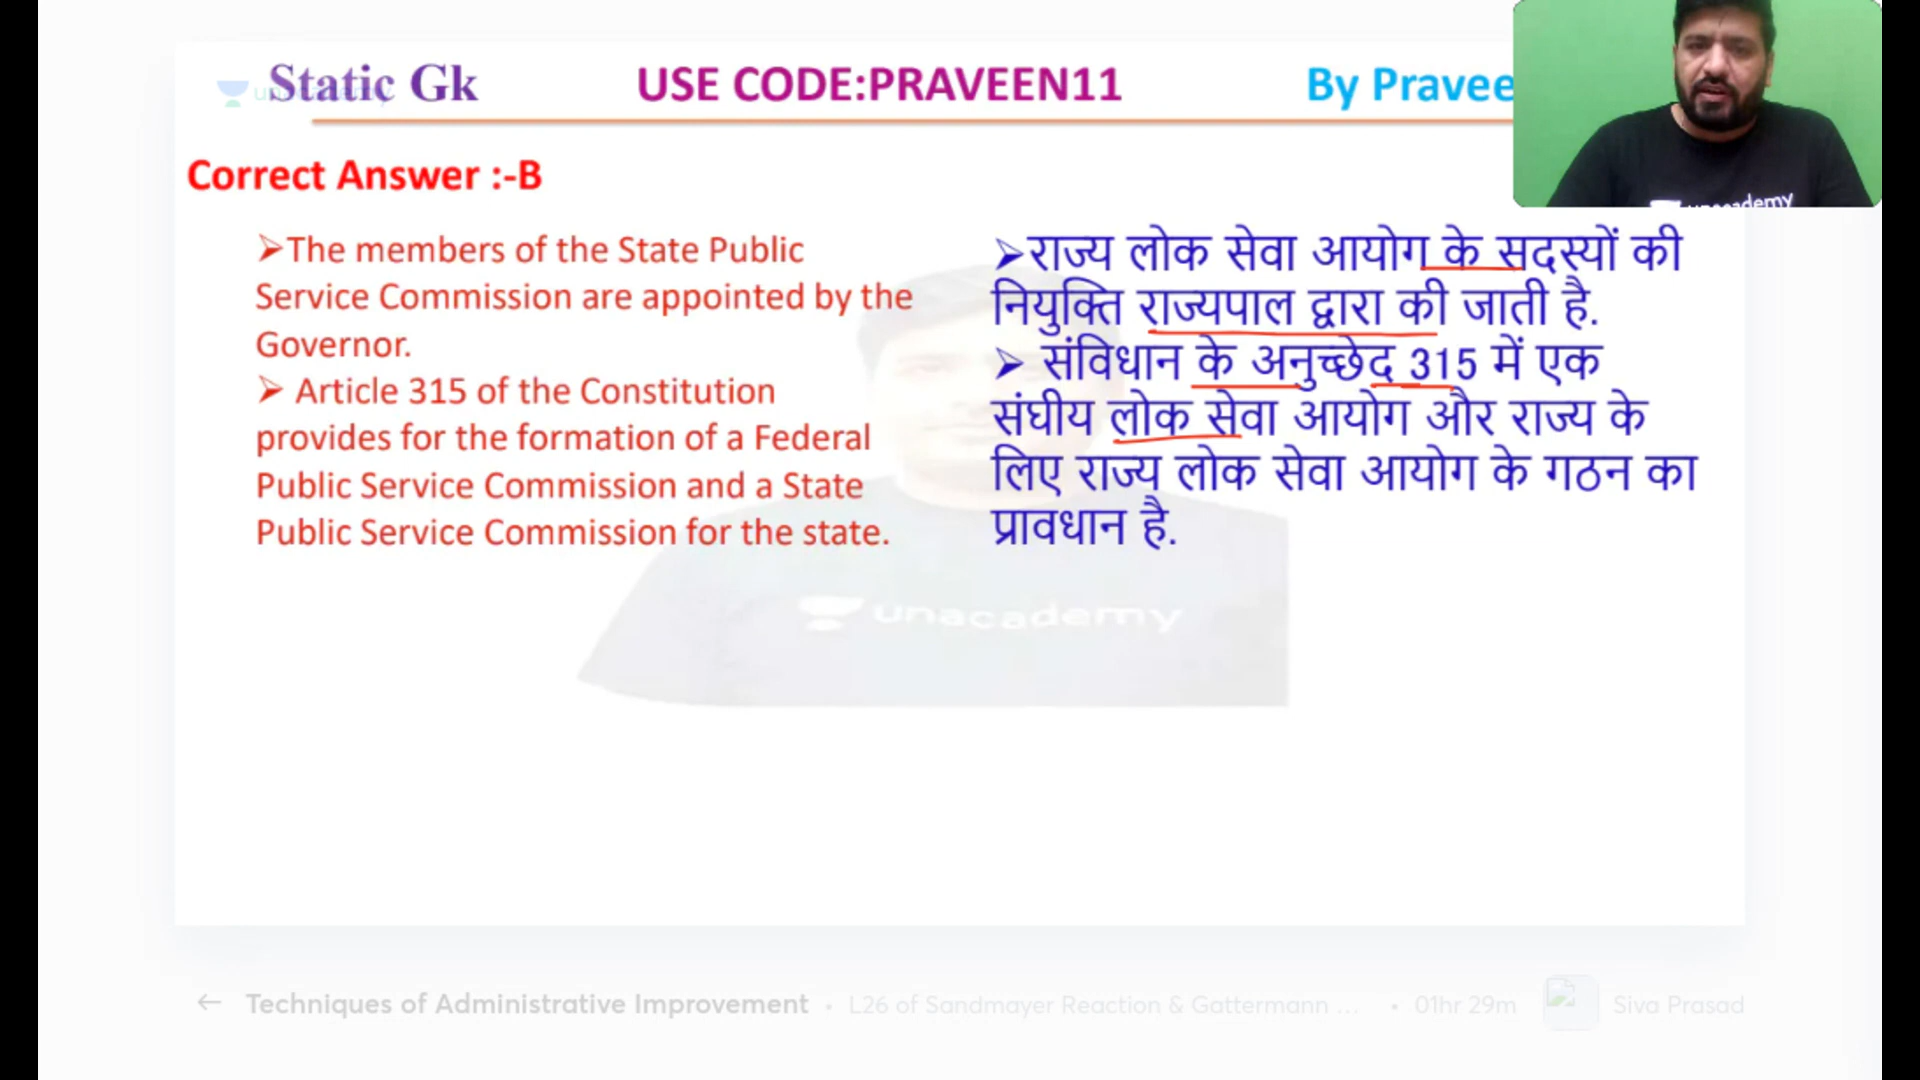 Static Gk
USE CODE:PRAVEEN11
By Pravee
unacademy
Correct Answer :-B
➢The members of the State Public
Service Commission are appointed by the
Governor.
➢ Article 315 of the Constitution
provides for the formation of a Federal
Public Service Commission and a State
Public Service Commission for the state.
➢राज्य लोक सेवा आयोग के सदस्यों की
नियुक्ति राज्यपाल द्वारा की जाती है.
➢ संविधान के अनुच्छेद 315 में एक
संघीय लोक सेवा आयोग और राज्य के
लिए राज्य लोक सेवा आयोग के गठन का
प्रावधान है.
unacademy
← Techniques of Administrative Improvement • L26 of Sandmayer Reaction & Gattermann ... • 01hr 29m Siva Prasad